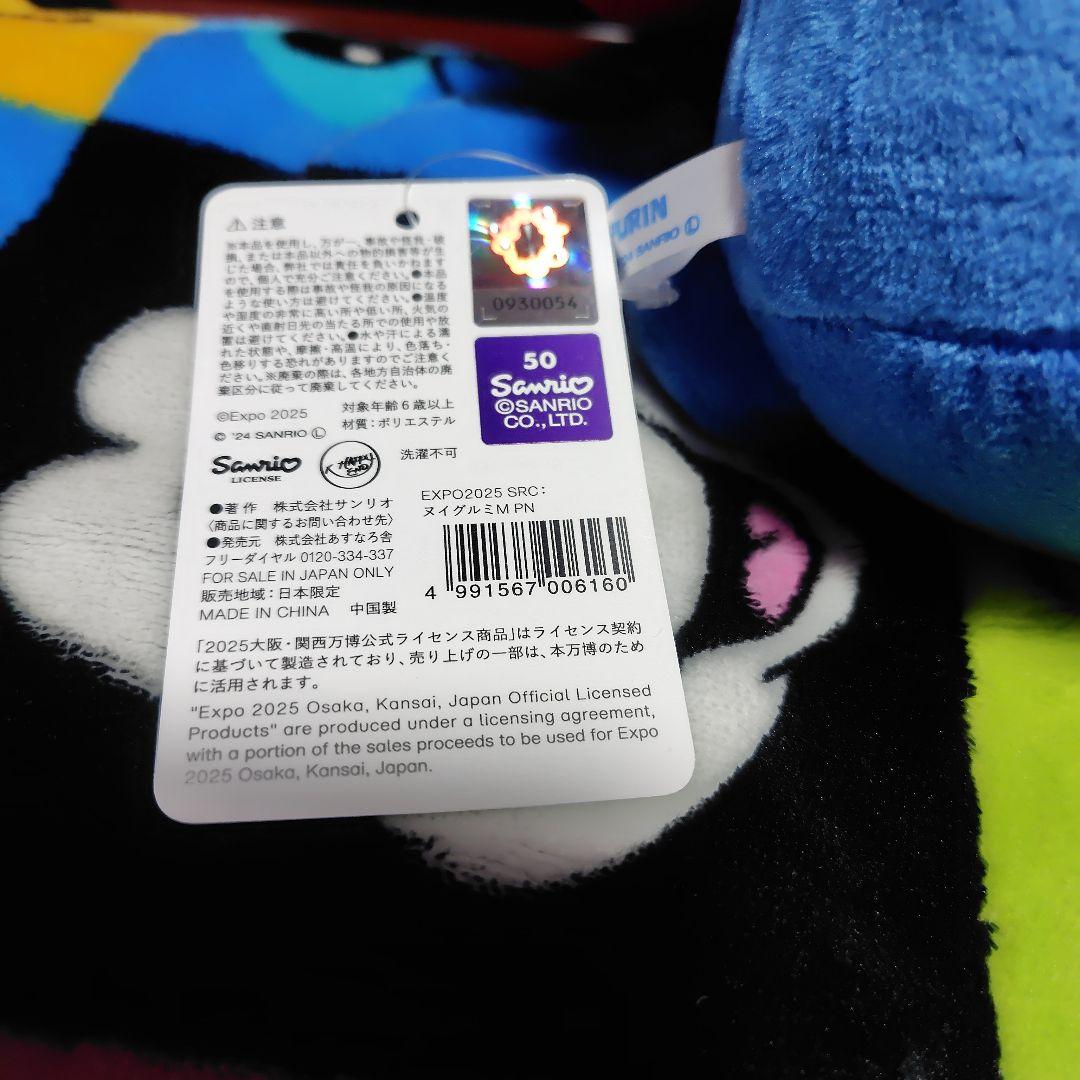 ⚠注意
※本品を使用し、万が一、事故や怪我・破
損、または本品以外への物的損害等が生
じた場合、弊社では責任を負いかねます
ので、個人で充分ご注意ください。●本品
を使用する際は事故や怪我の原因になる
ような使い方は避けてください。●温度
や湿度の非常に高い所や低い所、火気の
近くや直射日光の当たる所での使用や放
置は避けてください。●水や汗による濡
れた状態や、摩擦・高温により、色落ち・
色移りする恐れがありますのでご注意く
ださい。※廃棄の際は、各地方自治体の廃
棄区分に従って廃棄してください。
©Expo 2025
対象年齢6歳以上
© '24 SANRIO Ⓛ
材質：ポリエステル
Sanrio
LICENSE
洗濯不可
●著作 株式会社サンリオ
〈商品に関するお問い合わせ先〉
●発売元 株式会社あすなろ舎
フリーダイヤル 0120-334-337
FOR SALE IN JAPAN ONLY
販売地域：日本限定
MADE IN CHINA 中国製
0930054
50
Sanrio
©SANRIO
CO.,LTD.
EXPO2025 SRC：
ヌイグルミM PN
4 991567 006160
「2025大阪・関西万博公式ライセンス商品」はライセンス契約
に基づいて製造されており、売り上げの一部は、本万博のため
に活用されます。
"Expo 2025 Osaka, Kansai, Japan Official Licensed
Products" are produced under a licensing agreement,
with a portion of the sales proceeds to be used for Expo
2025 Osaka, Kansai, Japan.
PURIN
SANRIO Ⓛ